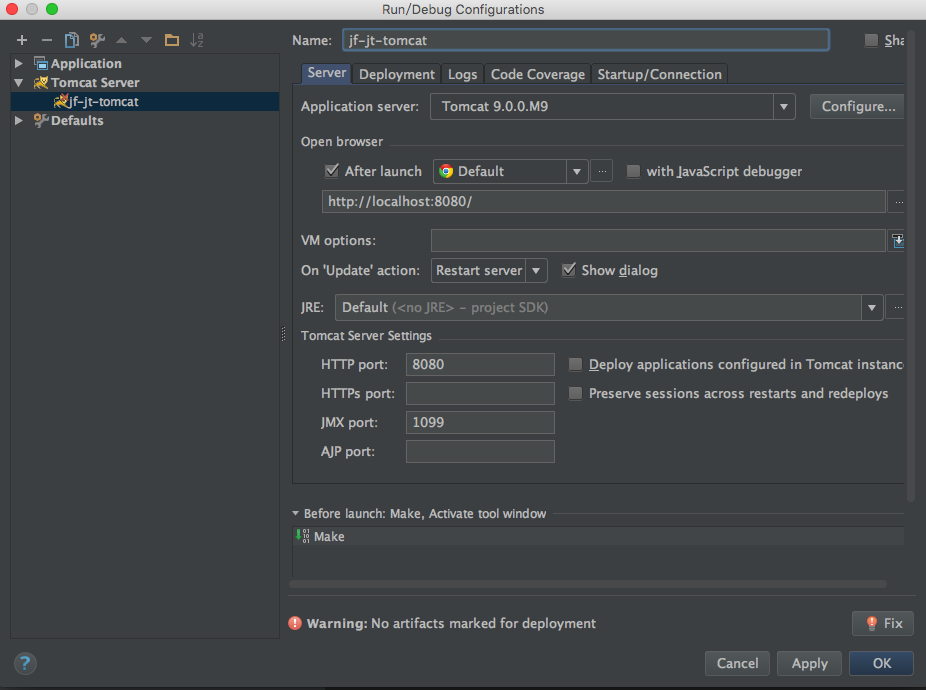 Run/Debug Configurations
Name: jf-jt-tomcat Sha
Application
Tomcat Server
jf-jt-tomcat
Defaults
Server Deployment Logs Code Coverage Startup/Connection
Application server: Tomcat 9.0.0.M9 Configure...
Open browser
After launch Default ... with JavaScript debugger
http://localhost:8080/ ...
VM options:
On 'Update' action: Restart server Show dialog
JRE: Default (<no JRE> – project SDK) ...
Tomcat Server Settings
HTTP port: 8080 Deploy applications configured in Tomcat instanc
HTTPs port: Preserve sessions across restarts and redeploys
JMX port: 1099
AJP port:
Before launch: Make, Activate tool window
Make
Warning: No artifacts marked for deployment Fix
? Cancel Apply OK